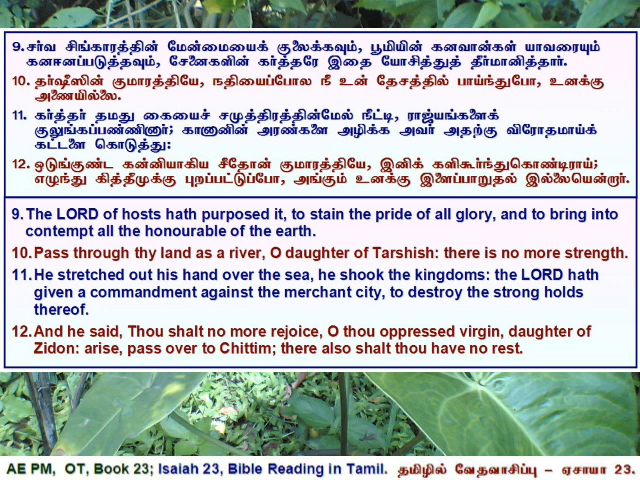 9. சர்வ சிங்காரத்தின் மேன்மையைக் குலைக்கவும், பூமியின் கனவான்கள் யாவரையும்
கனஈனப்படுத்தவும், சேனைகளின் கர்த்தரே இதை யோசித்துத் தீர்மானித்தார்.
10. தர்ஷீஸின் குமாரத்தியே, நதியைப்போல நீ உன் தேசத்தில் பாய்ந்துபோ, உனக்கு
அணையில்லை.
11. கர்த்தர் தமது கையைச் சமுத்திரத்தின்மேல் நீட்டி, ராஜ்யங்களைக்
குலுங்கப்பண்ணினார்; கானானின் அரண்களை அழிக்க அவர் அதற்கு விரோதமாய்க்
கட்டளை கொடுத்து:
12. ஒடுங்குண்ட கன்னியாகிய சீதோன் குமாரத்தியே, இனிக் களிகூர்ந்துகொண்டிராய்;
எழுந்து கித்தீமுக்கு புறப்பட்டுப்போ, அங்கும் உனக்கு இளைப்பாறுதல் இல்லையென்றார்.
9. The LORD of hosts hath purposed it, to stain the pride of all glory, and to bring into
contempt all the honourable of the earth.
10. Pass through thy land as a river, O daughter of Tarshish: there is no more strength.
11. He stretched out his hand over the sea, he shook the kingdoms: the LORD hath
given a commandment against the merchant city, to destroy the strong holds
thereof.
12. And he said, Thou shalt no more rejoice, O thou oppressed virgin, daughter of
Zidon: arise, pass over to Chittim; there also shalt thou have no rest.
AE PM, OT, Book 23; Isaiah 23, Bible Reading in Tamil. தமிழில் வேதவாசிப்பு – ஏசாயா 23.